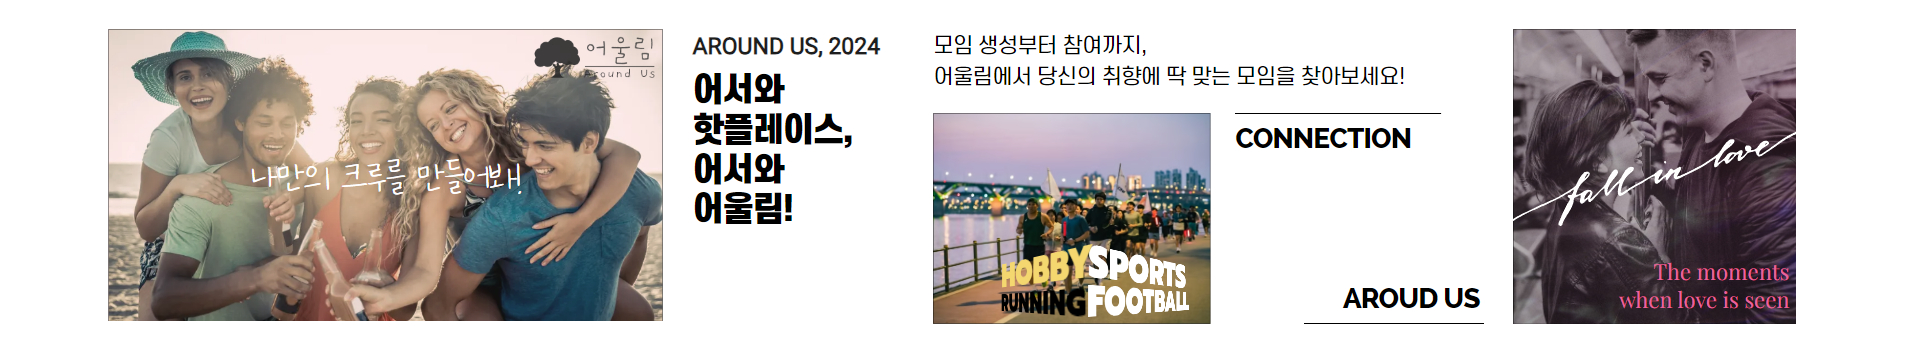 어울림
Around Us
나만의 크루를 만들어봐!
AROUND US, 2024
어서와
핫플레이스,
어서와
어울림!
모임 생성부터 참여까지,
어울림에서 당신의 취향에 딱 맞는 모임을 찾아보세요!
HOBBY SPORTS
RUNNING FOOTBALL
CONNECTION
AROUD US
fall in love
The moments
when love is seen